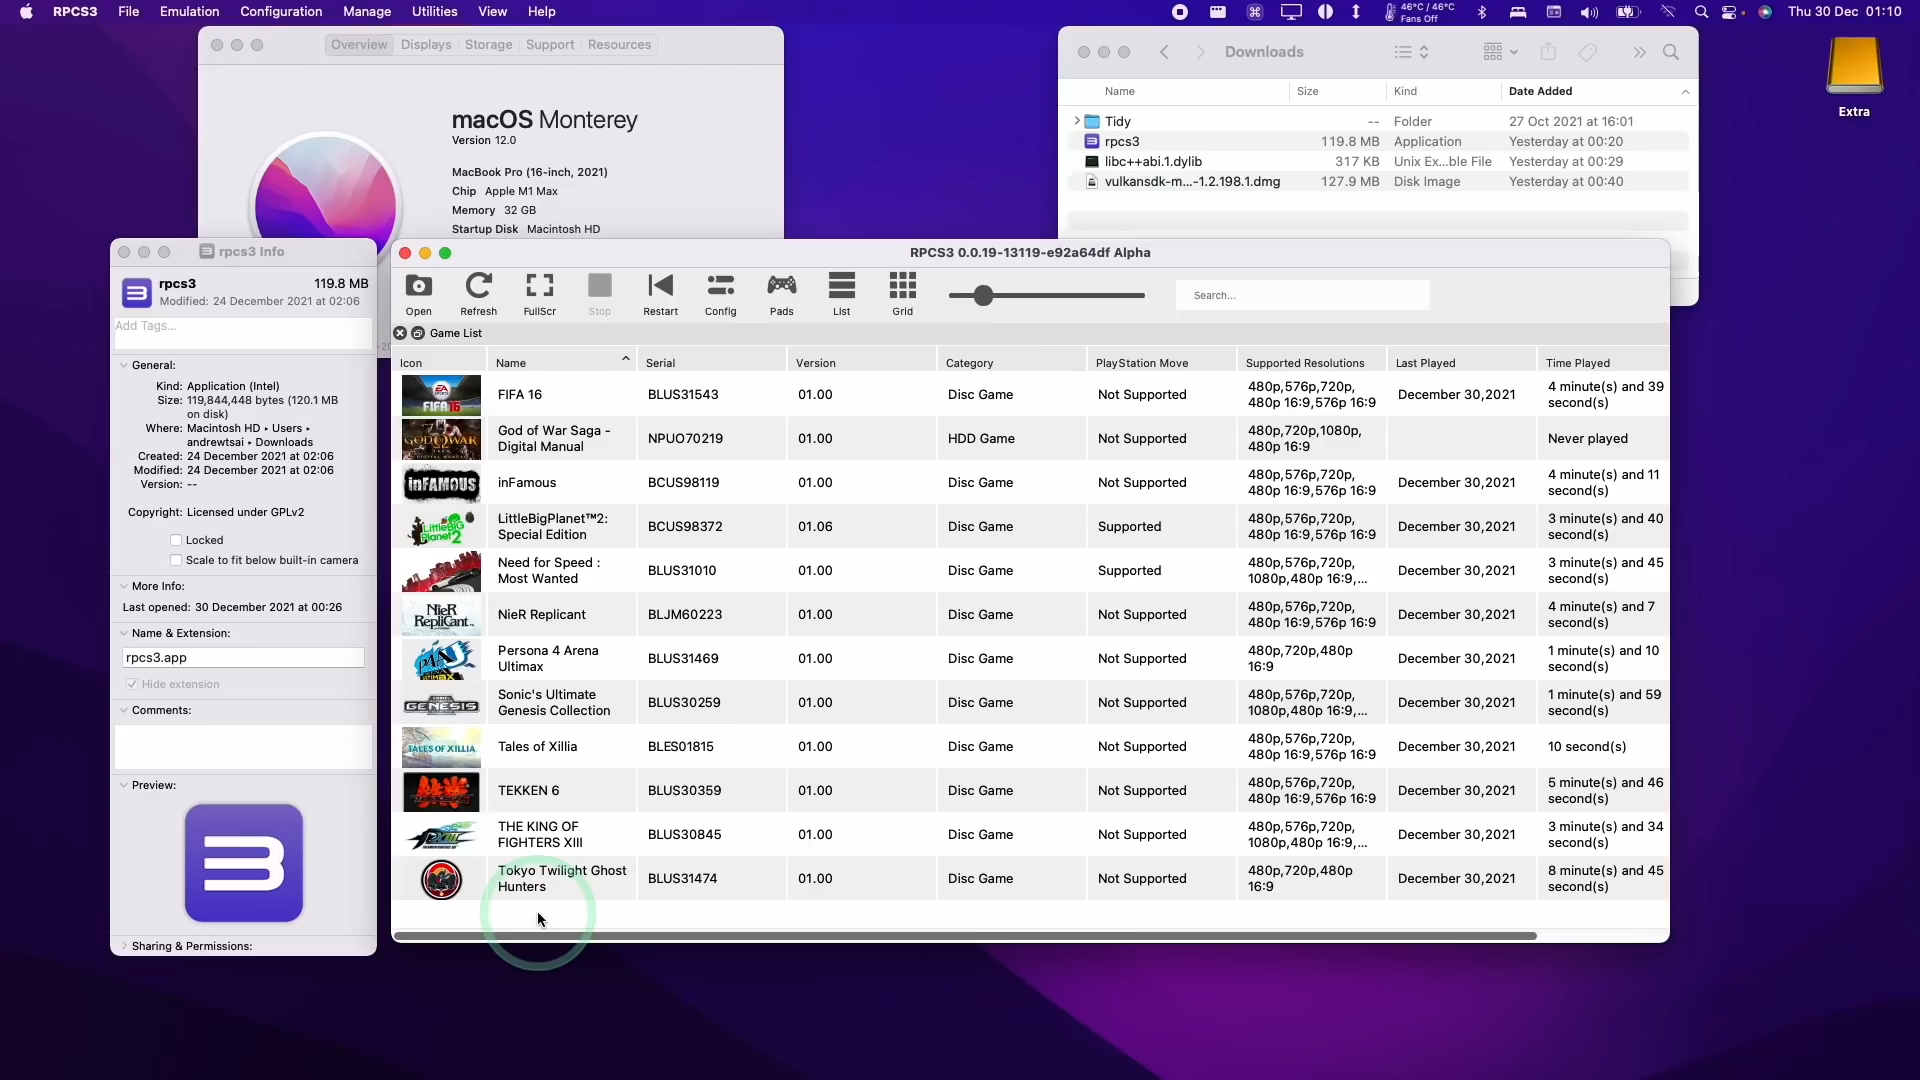 RPCS3 File Emulation Configuration Manage Utilities View Help
46°C / 46°C
Fans Off
Thu 30 Dec 01:10
Overview Displays Storage Support Resources
macOS Monterey
Version 12.0
MacBook Pro (16-inch, 2021)
Chip Apple M1 Max
Memory 32 GB
Startup Disk Macintosh HD
Downloads
Name Size Kind Date Added
Tidy -- Folder 27 Oct 2021 at 16:01
rpcs3 119.8 MB Application Yesterday at 00:20
libc++abi.1.dylib 317 KB Unix Ex...ble File Yesterday at 00:29
vulkansdk-m...-1.2.198.1.dmg 127.9 MB Disk Image Yesterday at 00:40
Extra
rpcs3 Info
rpcs3 119.8 MB
Modified: 24 December 2021 at 02:06
Add Tags...
General:
Kind: Application (Intel)
Size: 119,844,448 bytes (120.1 MB
on disk)
Where: Macintosh HD ▸ Users ▸
andrewtsai ▸ Downloads
Created: 24 December 2021 at 02:06
Modified: 24 December 2021 at 02:06
Version: --
Copyright: Licensed under GPLv2
Locked
Scale to fit below built-in camera
More Info:
Last opened: 30 December 2021 at 00:26
Name & Extension:
rpcs3.app
Hide extension
Comments:
Preview:
Sharing & Permissions:
RPCS3 0.0.19-13119-e92a64df Alpha
Open Refresh FullScr Stop Restart Config Pads List Grid
Search...
Game List
Icon Name Serial Version Category PlayStation Move Supported Resolutions Last Played Time Played
EA SPORTS FIFA 16
FIFA 16 BLUS31543 01.00 Disc Game Not Supported 480p,576p,720p, December 30,2021 4 minute(s) and 39
480p 16:9,576p 16:9 second(s)
GOD OF WAR
God of War Saga - NPUO70219 01.00 HDD Game Not Supported 480p,720p,1080p, Never played
Digital Manual 480p 16:9
inFAMOUS
inFamous BCUS98119 01.00 Disc Game Not Supported 480p,576p,720p, December 30,2021 4 minute(s) and 11
480p 16:9,576p 16:9 second(s)
LittleBIG Planet 2
LittleBigPlanet™2: BCUS98372 01.06 Disc Game Supported 480p,576p,720p, December 30,2021 3 minute(s) and 40
Special Edition 480p 16:9,576p 16:9 second(s)
Need for Speed : BLUS31010 01.00 Disc Game Supported 480p,576p,720p, December 30,2021 3 minute(s) and 45
Most Wanted 1080p,480p 16:9,... second(s)
NieR RepliCant
NieR Replicant BLJM60223 01.00 Disc Game Not Supported 480p,576p,720p, December 30,2021 4 minute(s) and 7
480p 16:9,576p 16:9 second(s)
P4A ULTIMAX
Persona 4 Arena BLUS31469 01.00 Disc Game Not Supported 480p,720p,480p December 30,2021 1 minute(s) and 10
Ultimax 16:9 second(s)
GENESIS
Sonic's Ultimate BLUS30259 01.00 Disc Game Not Supported 480p,576p,720p, December 30,2021 1 minute(s) and 59
Genesis Collection 1080p,480p 16:9,... second(s)
TALES OF XILLIA
Tales of Xillia BLES01815 01.00 Disc Game Not Supported 480p,576p,720p, December 30,2021 10 second(s)
480p 16:9,576p 16:9
TEKKEN 6 BLUS30359 01.00 Disc Game Not Supported 480p,576p,720p, December 30,2021 5 minute(s) and 46
480p 16:9,576p 16:9 second(s)
THE KING OF BLUS30845 01.00 Disc Game Not Supported 480p,576p,720p, December 30,2021 3 minute(s) and 34
FIGHTERS XIII 1080p,480p 16:9,... second(s)
Tokyo Twilight Ghost BLUS31474 01.00 Disc Game Not Supported 480p,720p,480p December 30,2021 8 minute(s) and 45
Hunters 16:9 second(s)